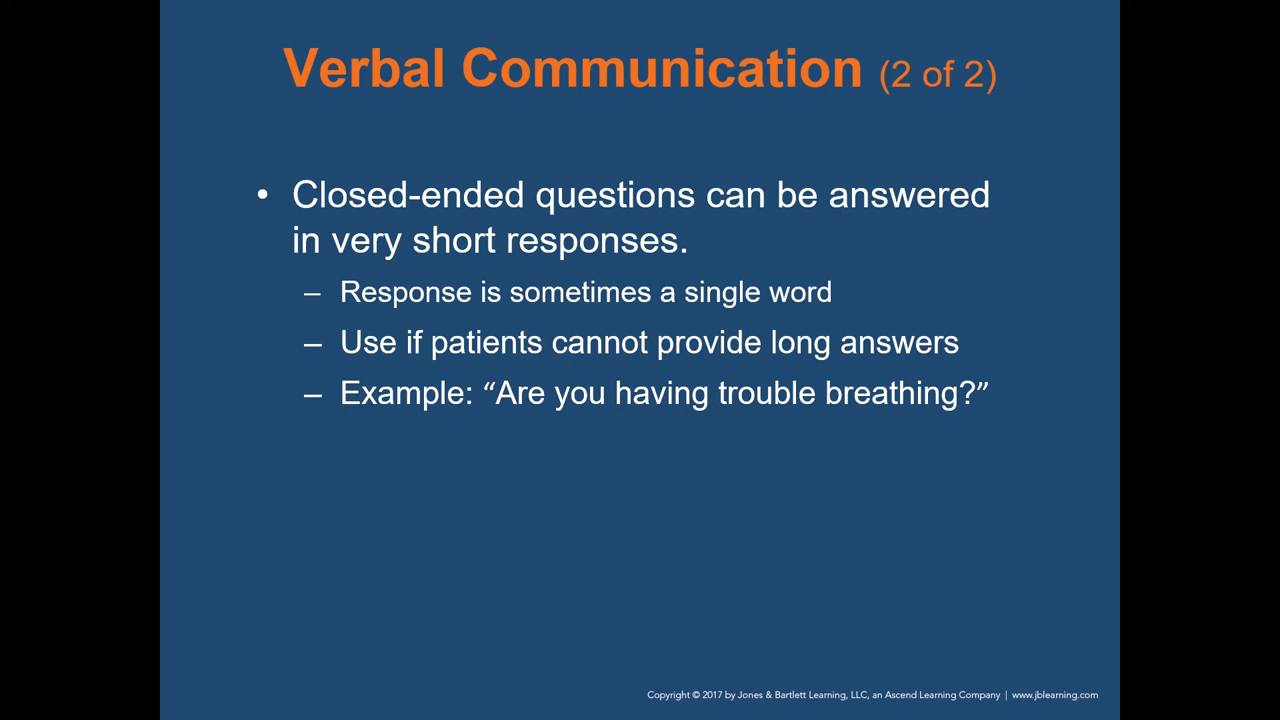 Verbal Communication (2 of 2)
• Closed-ended questions can be answered
in very short responses.
– Response is sometimes a single word
– Use if patients cannot provide long answers
– Example: “Are you having trouble breathing?”
Copyright © 2017 by Jones & Bartlett Learning, LLC, an Ascend Learning Company | www.jblearning.com